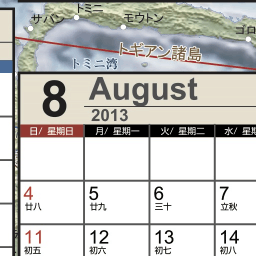 トミニ
サバン
モウトン
ゴロ
トギアン諸島
トミニ湾
8
August
2013
日/ 星期日 月/ 星期一 火/ 星期二 水/ 星期
4 5 6 7
廿八 廿九 三十 立秋
11 12 13 14
初五 初六 初七 初八